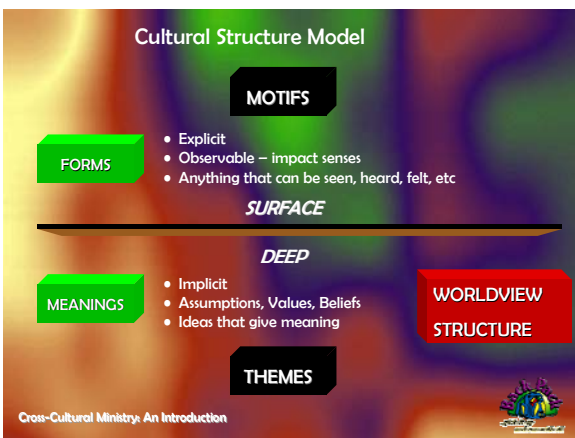 Cultural Structure Model
MOTIFS
FORMS
• Explicit
• Observable – impact senses
• Anything that can be seen, heard, felt, etc
SURFACE
DEEP
MEANINGS
• Implicit
• Assumptions, Values, Beliefs
• Ideas that give meaning
WORLDVIEW
STRUCTURE
THEMES
Cross-Cultural Ministry: An Introduction